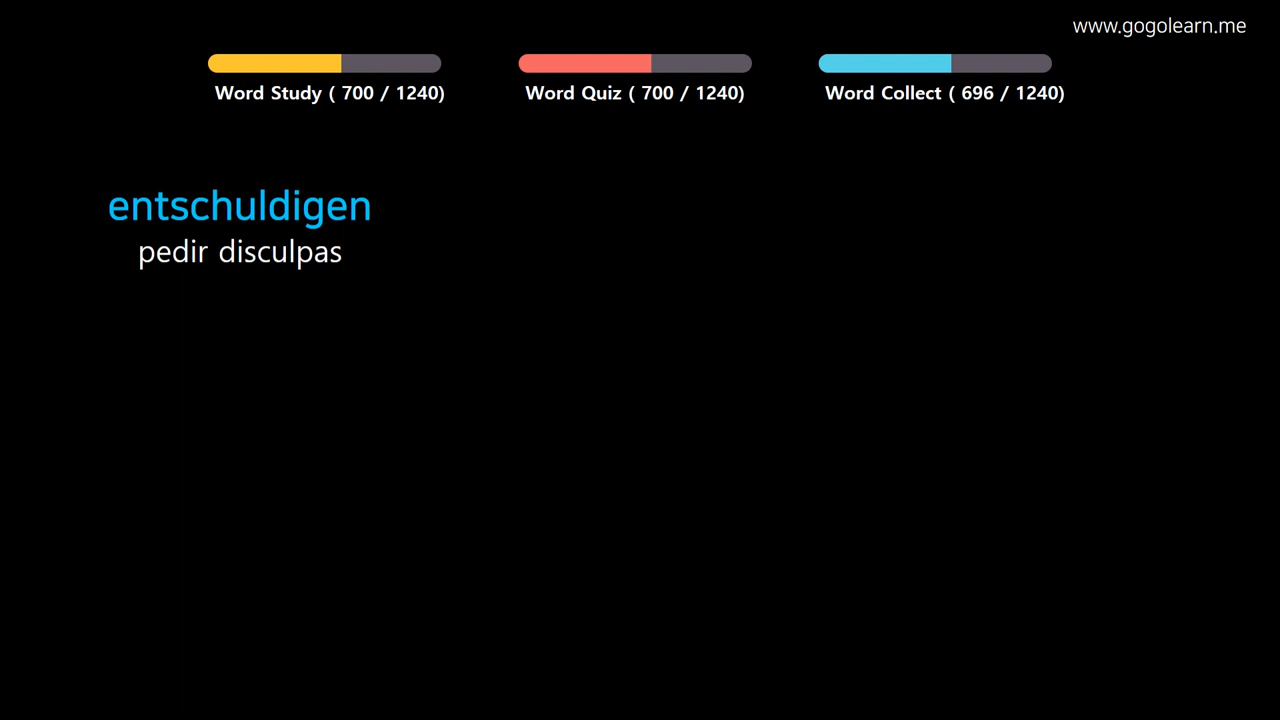 www.gogolearn.me
Word Study ( 700 / 1240)
Word Quiz ( 700 / 1240)
Word Collect ( 696 / 1240)
entschuldigen
pedir disculpas